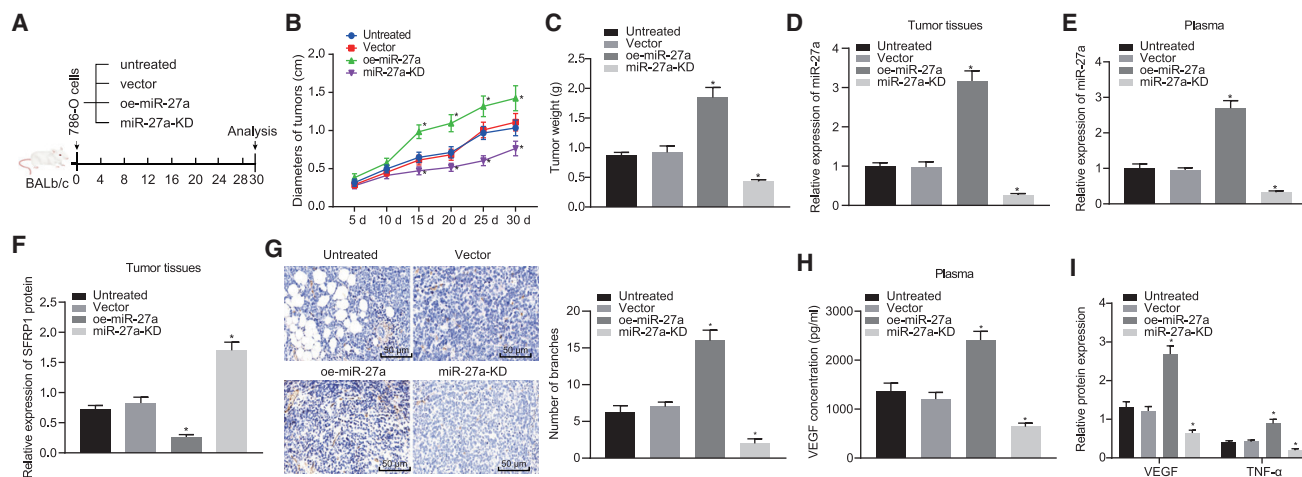 A
786-O cells
untreated
vector
oe-miR-27a
miR-27a-KD
Analysis
BALb/c
0 4 8 12 16 20 24 28 30
B
Untreated
Vector
oe-miR-27a
miR-27a-KD
Diameters of tumors (cm)
2.0
1.5
1.0
0.5
0.0
* * * *
* * * *
5 d 10 d 15 d 20 d 25 d 30 d
C
Untreated
Vector
oe-miR-27a
miR-27a-KD
Tumor weight (g)
2.5
2.0
1.5
1.0
0.5
0.0
*
*
D
Tumor tissues
Untreated
Vector
oe-miR-27a
miR-27a-KD
Relative expression of miR-27a
4
3
2
1
0
*
*
E
Plasma
Untreated
Vector
oe-miR-27a
miR-27a-KD
Relative expression of miR-27a
4
3
2
1
0
*
*
F
Tumor tissues
Untreated
Vector
oe-miR-27a
miR-27a-KD
Relative expression of SFRP1 protein
2.5
2.0
1.5
1.0
0.5
0.0
*
*
G
Untreated
Vector
50 μm
50 μm
oe-miR-27a
miR-27a-KD
50 μm
50 μm
Untreated
Vector
oe-miR-27a
miR-27a-KD
Number of branches
20
15
10
5
0
*
*
H
Plasma
Untreated
Vector
oe-miR-27a
miR-27a-KD
VEGF concentration (pg/ml)
3000
2000
1000
0
*
*
I
Untreated
Vector
oe-miR-27a
miR-27a-KD
Relative protein expression
4
3
2
1
0
*
*
*
*
VEGF
TNF-α